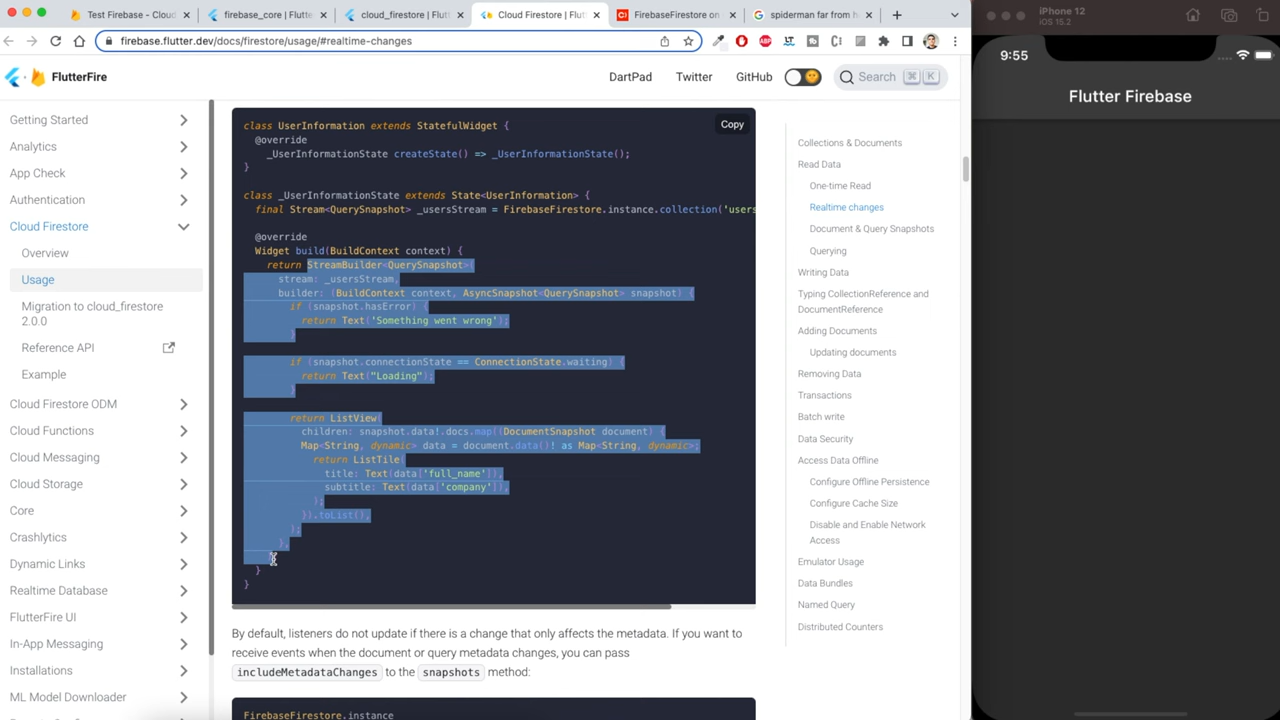 Test Firebase - Cloud
firebase_core | Flutte
cloud_firestore | Flutt
Cloud Firestore | Flut
FirebaseFirestore on
spiderman far from h
firebase.flutter.dev/docs/firestore/usage/#realtime-changes
FlutterFire
DartPad
Twitter
GitHub
Search
⌘
K
Getting Started
Analytics
App Check
Authentication
Cloud Firestore
Overview
Usage
Migration to cloud_firestore
2.0.0
Reference API
Example
Cloud Firestore ODM
Cloud Functions
Cloud Messaging
Cloud Storage
Core
Crashlytics
Dynamic Links
Realtime Database
FlutterFire UI
In-App Messaging
Installations
ML Model Downloader
Copy
class UserInformation extends StatefulWidget {
@override
_UserInformationState createState() => _UserInformationState();
}
class _UserInformationState extends State<UserInformation> {
final Stream<QuerySnapshot> _usersStream = FirebaseFirestore.instance.collection('users
@override
Widget build(BuildContext context) {
return StreamBuilder<QuerySnapshot>(
stream: _usersStream,
builder: (BuildContext context, AsyncSnapshot<QuerySnapshot> snapshot) {
if (snapshot.hasError) {
return Text('Something went wrong');
}
if (snapshot.connectionState == ConnectionState.waiting) {
return Text("Loading");
}
return ListView(
children: snapshot.data!.docs.map((DocumentSnapshot document) {
Map<String, dynamic> data = document.data()! as Map<String, dynamic>;
return ListTile(
title: Text(data['full_name']),
subtitle: Text(data['company']),
);
}).toList(),
);
},
);
}
}
By default, listeners do not update if there is a change that only affects the metadata. If you want to
receive events when the document or query metadata changes, you can pass
includeMetadataChanges to the snapshots method:
FirebaseFirestore.instance
Collections & Documents
Read Data
One-time Read
Realtime changes
Document & Query Snapshots
Querying
Writing Data
Typing CollectionReference and
DocumentReference
Adding Documents
Updating documents
Removing Data
Transactions
Batch write
Data Security
Access Data Offline
Configure Offline Persistence
Configure Cache Size
Disable and Enable Network
Access
Emulator Usage
Data Bundles
Named Query
Distributed Counters
iPhone 12
iOS 15.2
9:55
Flutter Firebase